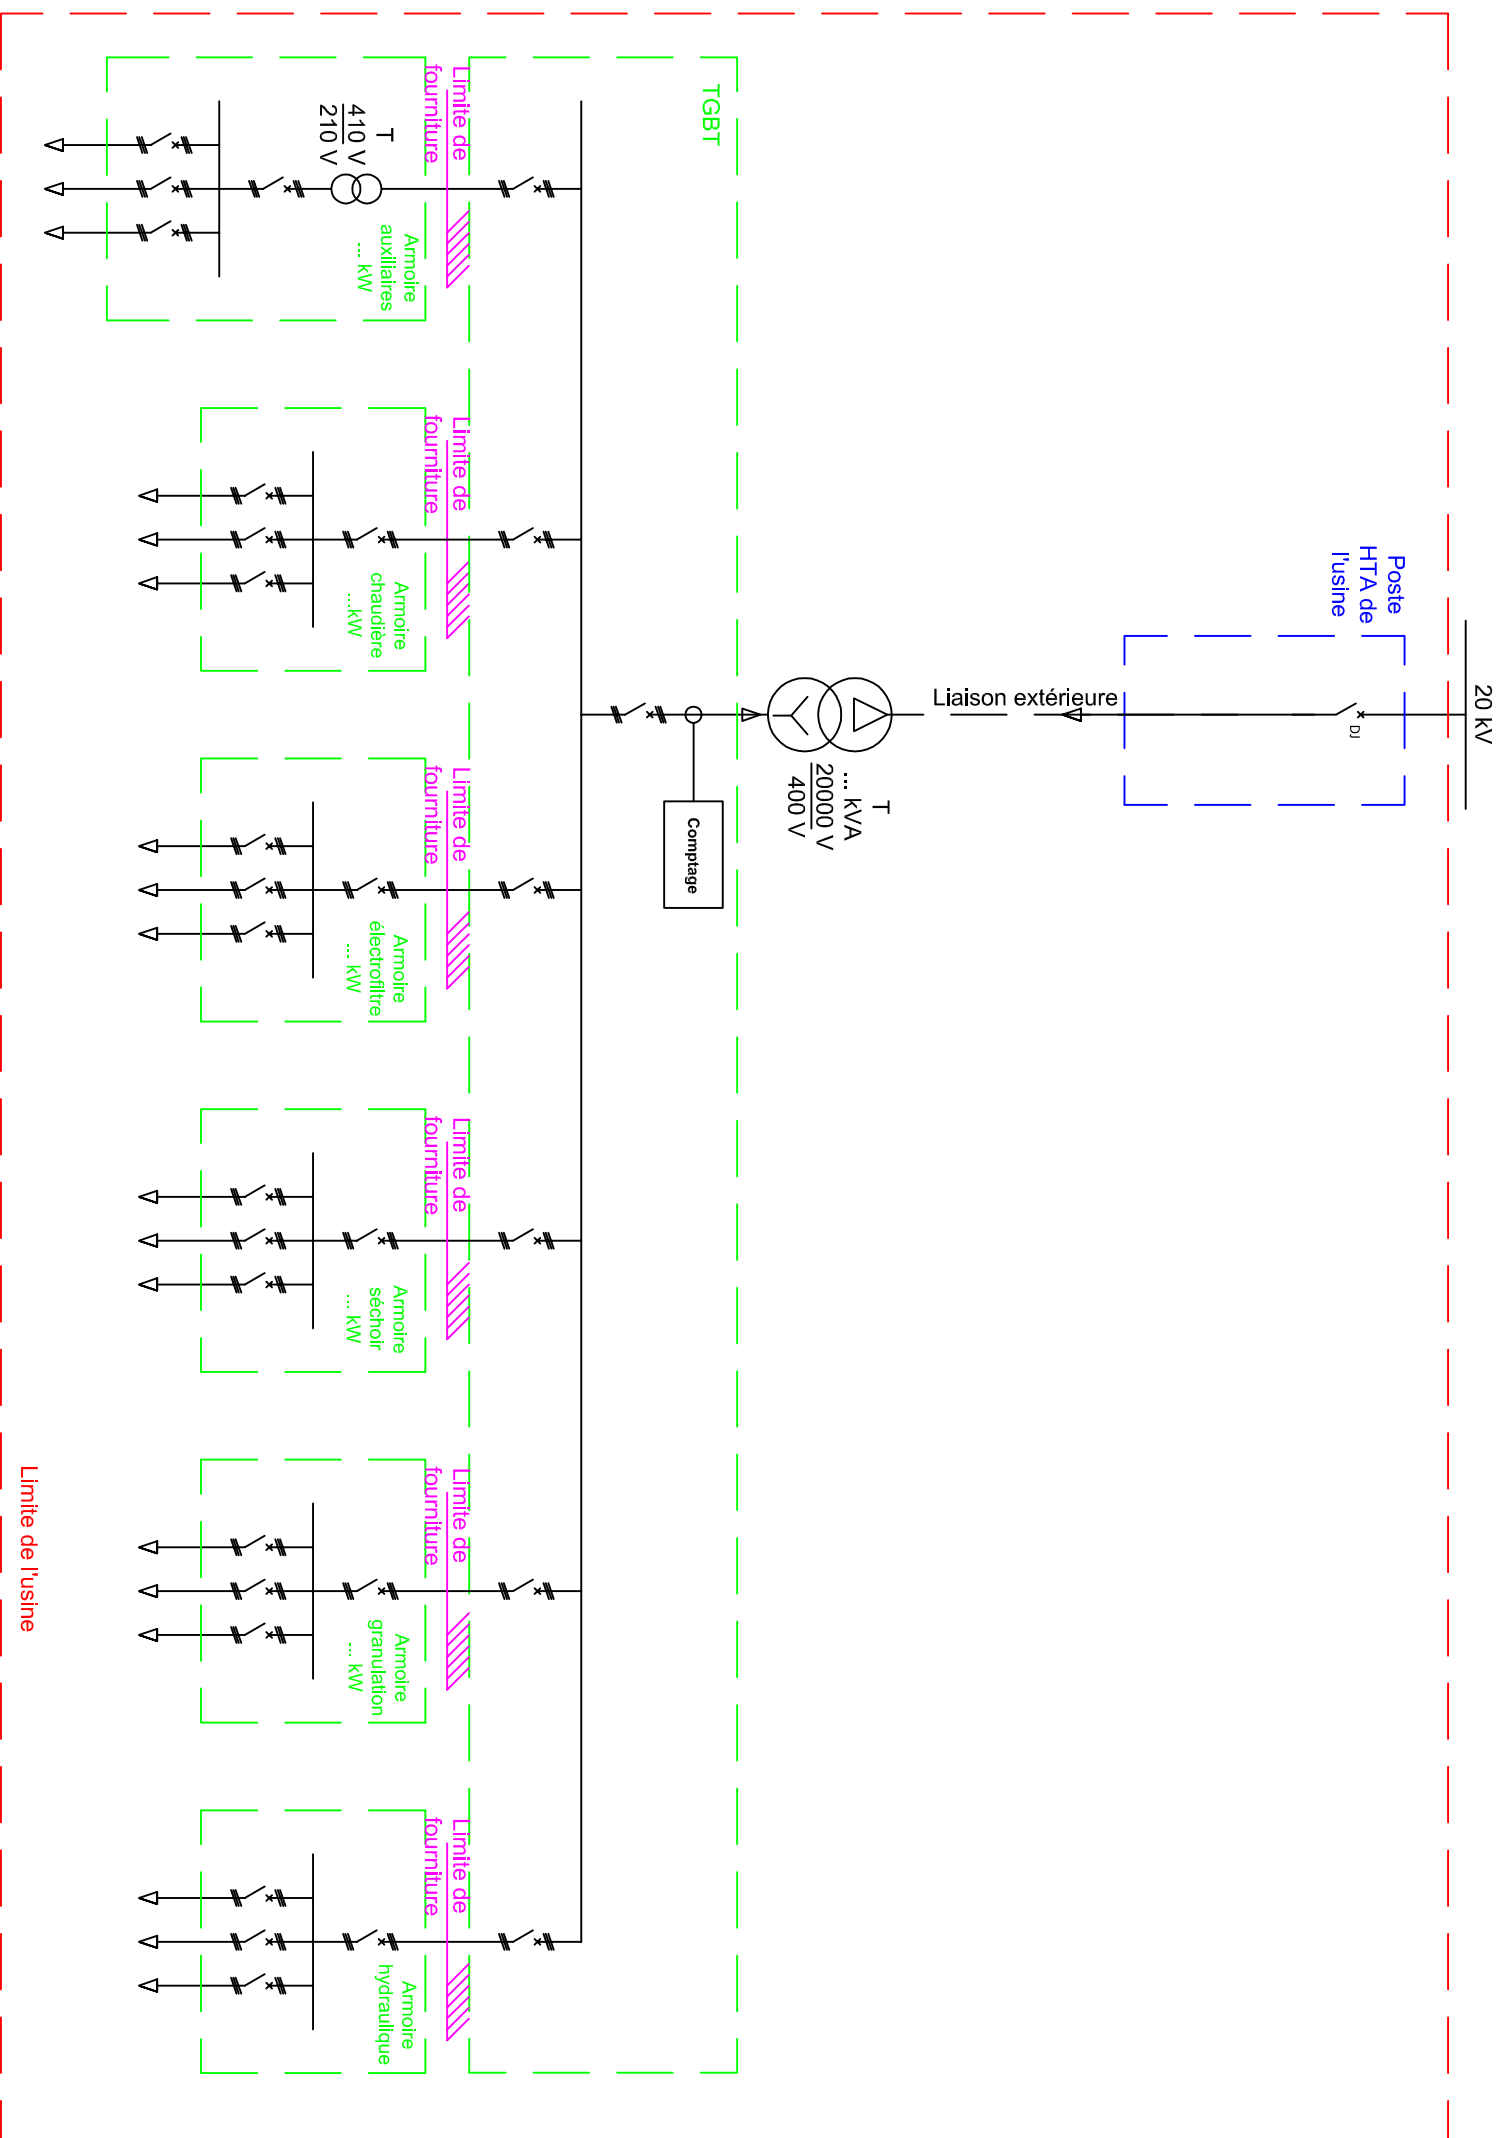 20 kV
Poste
HTA de
l'usine
DJ
Liaison extérieure
T
... kVA
20000 V
400 V
Comptage
TGBT
Limite de
fourniture
Limite de
fourniture
Limite de
fourniture
Limite de
fourniture
Limite de
fourniture
Limite de
fourniture
T
410 V
210 V
Armoire
auxiliaires
... kW
Armoire
chaudière
...kW
Armoire
électrofiltre
... kW
Armoire
séchoir
... kW
Armoire
granulation
... kW
Armoire
hydraulique
Limite de l'usine